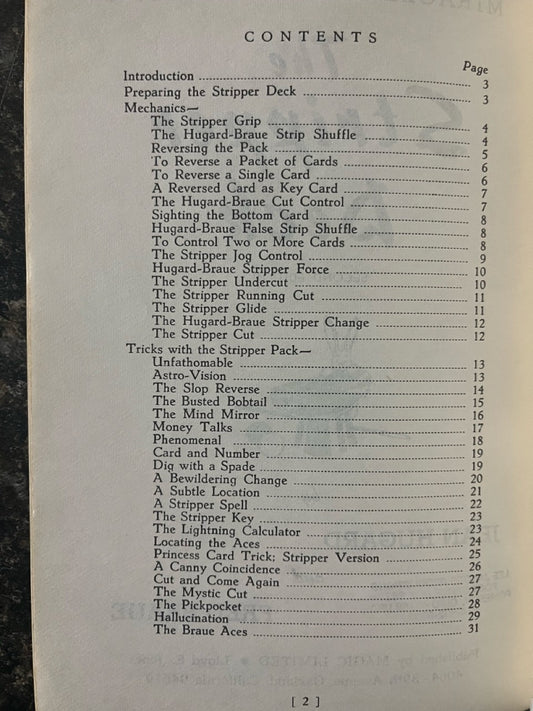 CONTENTS
Page
Introduction 3
Preparing the Stripper Deck 3
Mechanics—
The Stripper Grip 4
The Hugard-Braue Strip Shuffle 4
Reversing the Pack 5
To Reverse a Packet of Cards 6
To Reverse a Single Card 6
A Reversed Card as Key Card 7
The Hugard-Braue Cut Control 7
Sighting the Bottom Card 8
Hugard-Braue False Strip Shuffle 8
To Control Two or More Cards 8
The Stripper Jog Control 9
Hugard-Braue Stripper Force 10
The Stripper Undercut 10
The Stripper Running Cut 11
The Stripper Glide 11
The Hugard-Braue Stripper Change 12
The Stripper Cut 12
Tricks with the Stripper Pack—
Unfathomable 13
Astro-Vision 13
The Slop Reverse 14
The Busted Bobtail 15
The Mind Mirror 16
Money Talks 17
Phenomenal 18
Card and Number 19
Dig with a Spade 19
A Bewildering Change 20
A Subtle Location 21
A Stripper Spell 22
The Stripper Key 23
The Lightning Calculator 23
Locating the Aces 24
Princess Card Trick; Stripper Version 25
A Canny Coincidence 26
Cut and Come Again 27
The Mystic Cut 27
The Pickpocket 28
Hallucination 29
The Braue Aces 31
[ 2 ]